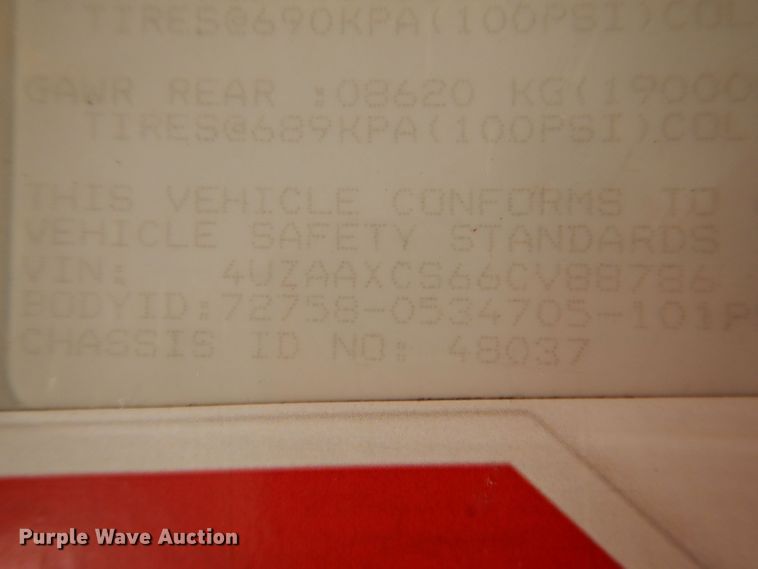 TIRES@690KPA(100PSI)COL
GAWR REAR :08620 KG(19000
TIRES@689KPA(100PSI)COL
THIS VEHICLE CONFORMS TO
VEHICLE SAFETY STANDARDS
VIN: 4UZAAXCS66CV88786
BODYID:72758-0534705-101P
CHASSIS ID NO: 48037
Purple Wave Auction